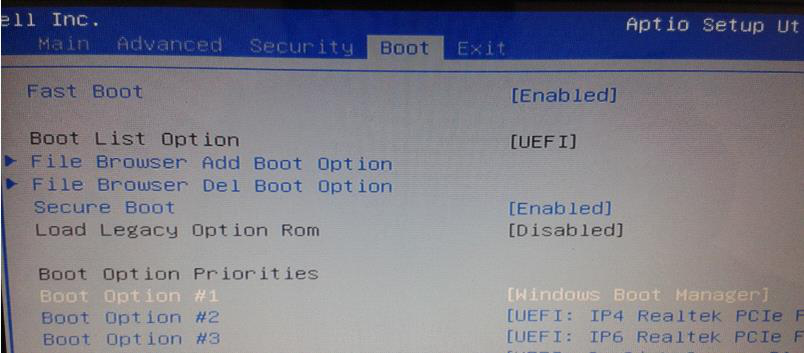 ell Inc.
Aptio Setup Ut
Main Advanced Security Boot Exit
Fast Boot [Enabled]
Boot List Option [UEFI]
File Browser Add Boot Option
File Browser Del Boot Option
Secure Boot [Enabled]
Load Legacy Option Rom [Disabled]
Boot Option Priorities
Boot Option #1 [Windows Boot Manager]
Boot Option #2 [UEFI: IP4 Realtek PCIe F
Boot Option #3 [UEFI: IP6 Realtek PCIe F